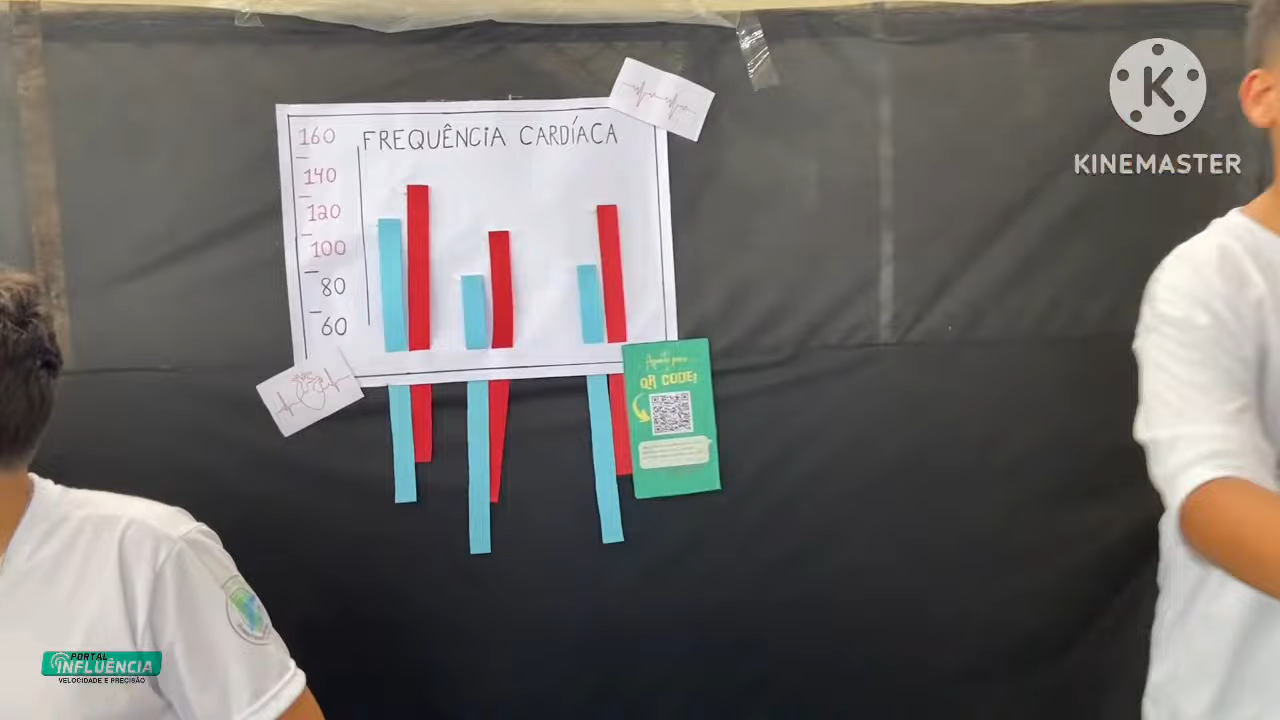 FREQUÊNCIA CARDÍACA
160
140
120
100
80
60
QR CODE!
K
KINEMASTER
PORTAL
INFLUÊNCIA
VELOCIDADE E PRECISÃO